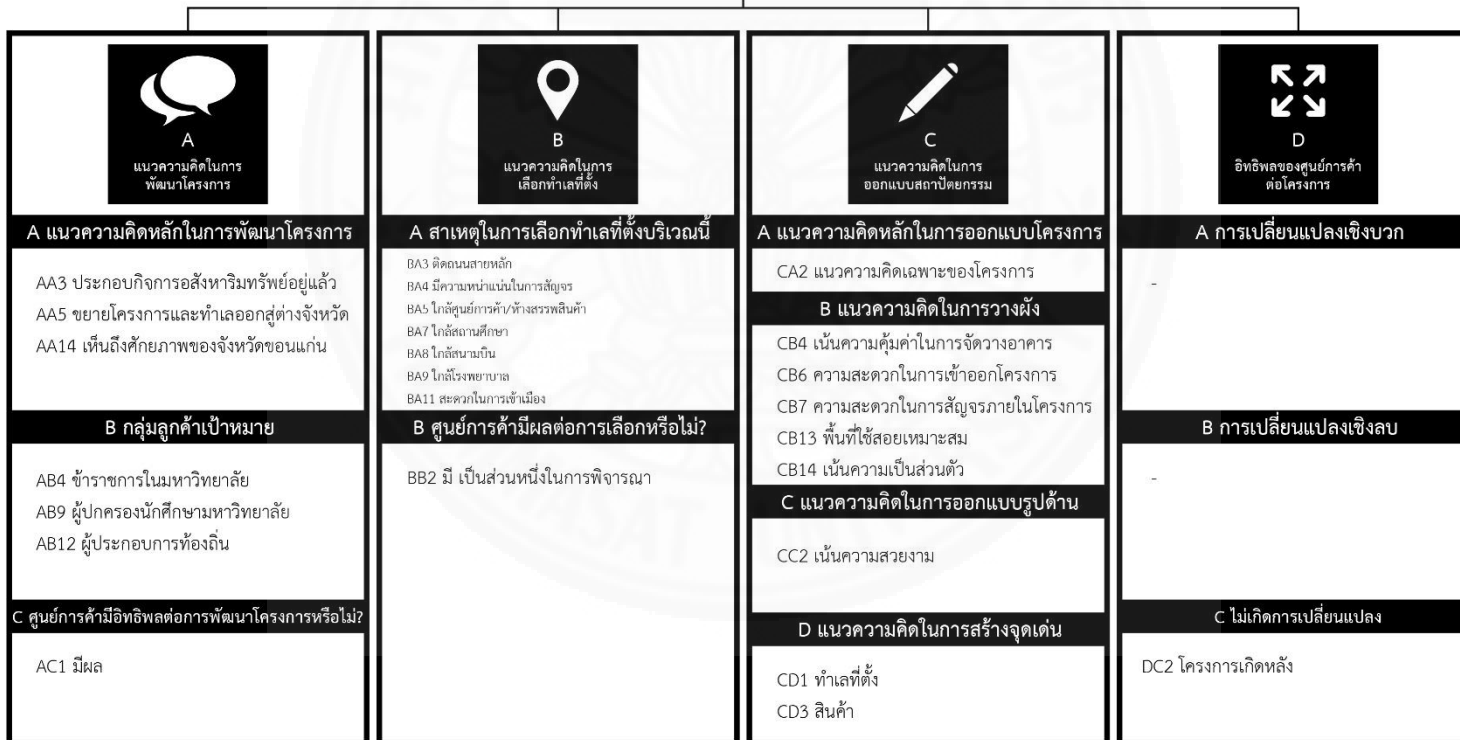 A
แนวความคิดในการ
พัฒนาโครงการ
A แนวความคิดหลักในการพัฒนาโครงการ
AA3 ประกอบกิจการอสังหาริมทรัพย์อยู่แล้ว
AA5 ขยายโครงการและทำเลออกสู่ต่างจังหวัด
AA14 เห็นถึงศักยภาพของจังหวัดขอนแก่น
B กลุ่มลูกค้าเป้าหมาย
AB4 ข้าราชการในมหาวิทยาลัย
AB9 ผู้ปกครองนักศึกษามหาวิทยาลัย
AB12 ผู้ประกอบการท้องถิ่น
C ศูนย์การค้ามีอิทธิพลต่อการพัฒนาโครงการหรือไม่?
AC1 มีผล
B
แนวความคิดในการ
เลือกทำเลที่ตั้ง
A สาเหตุในการเลือกทำเลที่ตั้งบริเวณนี้
BA3 ติดถนนสายหลัก
BA4 มีความหนาแน่นในการสัญจร
BA5 ใกล้ศูนย์การค้า/ห้างสรรพสินค้า
BA7 ใกล้สถานศึกษา
BA8 ใกล้สนามบิน
BA9 ใกล้โรงพยาบาล
BA11 สะดวกในการเข้าเมือง
B ศูนย์การค้ามีผลต่อการเลือกหรือไม่?
BB2 มี เป็นส่วนหนึ่งในการพิจารณา
C
แนวความคิดในการ
ออกแบบสถาปัตยกรรม
A แนวความคิดหลักในการออกแบบโครงการ
CA2 แนวความคิดเฉพาะของโครงการ
B แนวความคิดในการวางผัง
CB4 เน้นความคุ้มค่าในการจัดวางอาคาร
CB6 ความสะดวกในการเข้าออกโครงการ
CB7 ความสะดวกในการสัญจรภายในโครงการ
CB13 พื้นที่ใช้สอยเหมาะสม
CB14 เน้นความเป็นส่วนตัว
C แนวความคิดในการออกแบบรูปด้าน
CC2 เน้นความสวยงาม
D แนวความคิดในการสร้างจุดเด่น
CD1 ทำเลที่ตั้ง
CD3 สินค้า
D
อิทธิพลของศูนย์การค้า
ต่อโครงการ
A การเปลี่ยนแปลงเชิงบวก
-
B การเปลี่ยนแปลงเชิงลบ
-
C ไม่เกิดการเปลี่ยนแปลง
DC2 โครงการเกิดหลัง